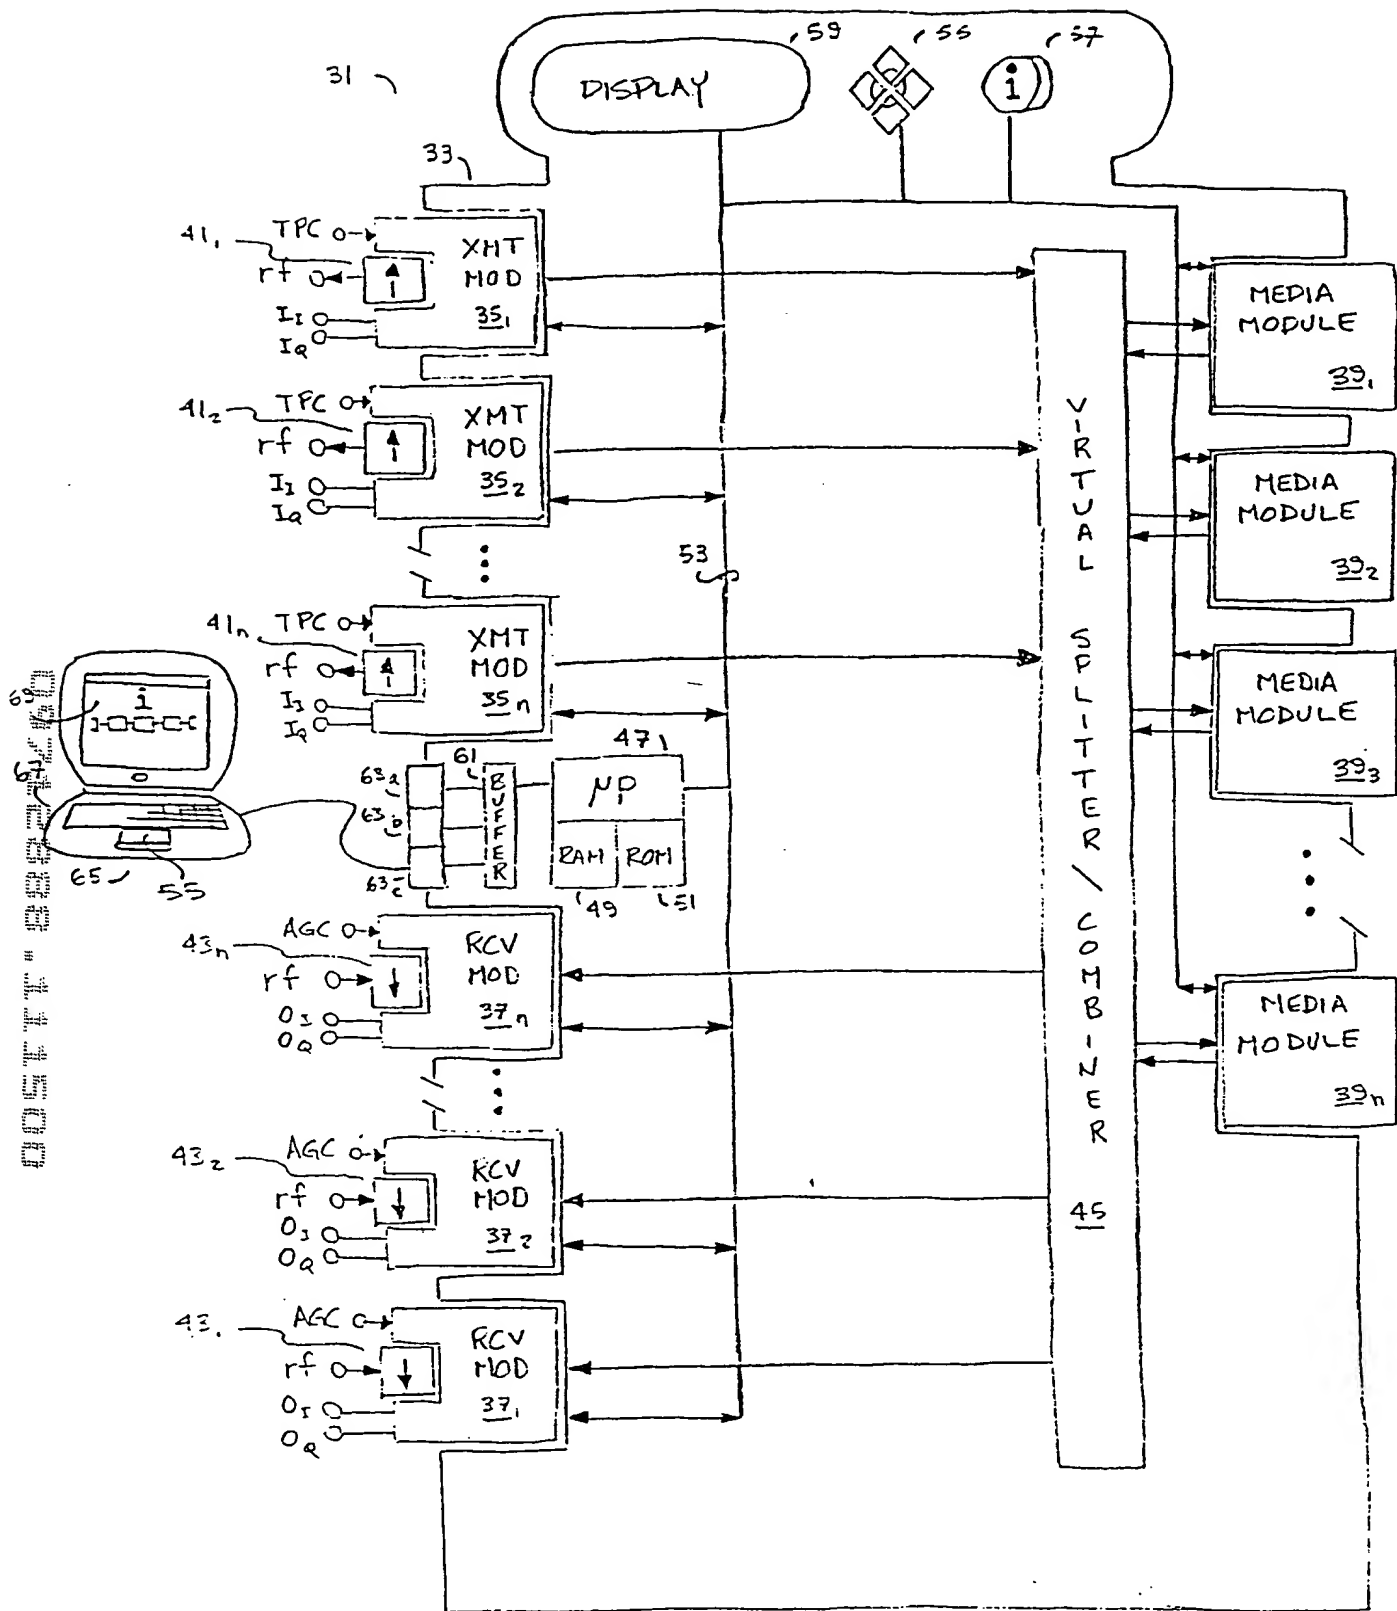 59
55
57
31
DISPLAY
i
33
41₁
TPC
rf
I_I
I_Q
XMT
MOD
35₁
MEDIA
MODULE
39₁
41₂
TPC
rf
I_I
I_Q
XMT
MOD
35₂
MEDIA
MODULE
39₂
53
41n
TPC
rf
I_I
I_Q
XMT
MOD
35n
MEDIA
MODULE
39₃
VIRTUAL SPLITTER/COMBINER
45
69
i
67
65
55
63a
63b
63c
61
BUFFER
47
μP
RAM
ROM
49
51
43n
AGC
rf
O_I
O_Q
RCV
MOD
37n
MEDIA
MODULE
39n
43₂
AGC
rf
O_I
O_Q
RCV
MOD
37₂
43₁
AGC
rf
O_I
O_Q
RCV
MOD
37₁